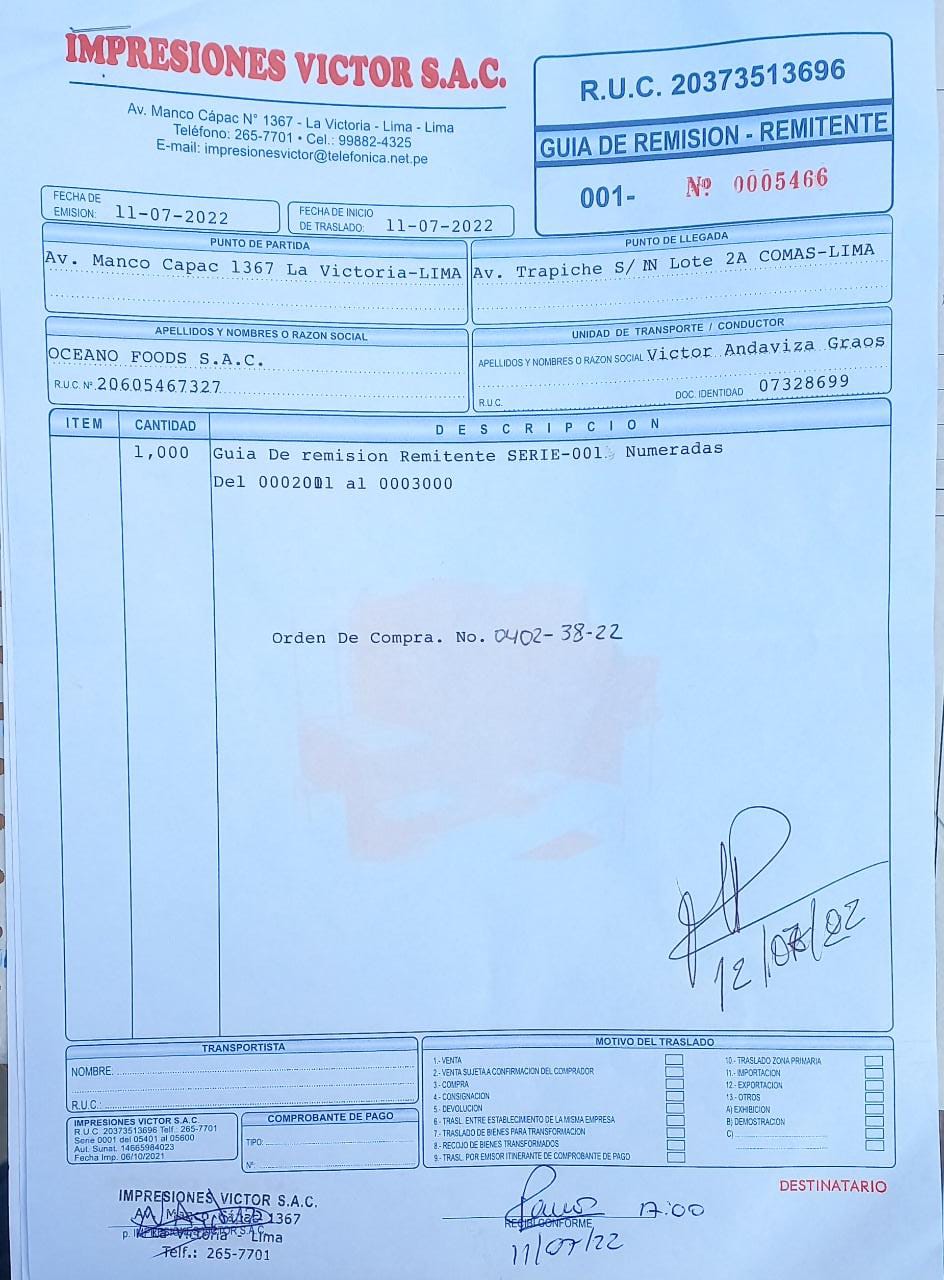 IMPRESIONES VICTOR S.A.C.
Av. Manco Cápac N° 1367 - La Victoria - Lima - Lima
Teléfono: 265-7701 • Cel.: 99882-4325
E-mail: impresionesvictor@telefonica.net.pe
R.U.C. 20373513696
GUIA DE REMISION - REMITENTE
001- Nº 0005466
FECHA DE EMISION: 11-07-2022
FECHA DE INICIO DE TRASLADO: 11-07-2022
PUNTO DE PARTIDA
Av. Manco Capac 1367 La Victoria-LIMA
PUNTO DE LLEGADA
Av. Trapiche S/ N Lote 2A COMAS-LIMA
APELLIDOS Y NOMBRES O RAZON SOCIAL
OCEANO FOODS S.A.C.
R.U.C. Nº 20605467327
UNIDAD DE TRANSPORTE / CONDUCTOR
APELLIDOS Y NOMBRES O RAZON SOCIAL Victor Andaviza Graos
R.U.C. DOC. IDENTIDAD 07328699
ITEM CANTIDAD DESCRIPCION
1,000 Guia De remision Remitente SERIE-001. Numeradas
Del 0002001 al 0003000
Orden De Compra. No. 0402-38-22
12/07/22
TRANSPORTISTA
NOMBRE:
R.U.C.:
IMPRESIONES VICTOR S.A.C.
R.U.C. 20373513696 Telf.: 265-7701
Serie 0001 del 05401 al 05600
Aut. Sunat. 14665984023
Fecha Imp. 06/10/2021
COMPROBANTE DE PAGO
TIPO:
Nº:
MOTIVO DEL TRASLADO
1.- VENTA
2.- VENTA SUJETA A CONFIRMACION DEL COMPRADOR
3.- COMPRA
4.- CONSIGNACION
5.- DEVOLUCION
6.- TRASL. ENTRE ESTABLECIMIENTO DE LA MISMA EMPRESA
7.- TRASLADO DE BIENES PARA TRANSFORMACION
8.- RECOJO DE BIENES TRANSFORMADOS
9.- TRASL. POR EMISOR ITINERANTE DE COMPROBANTE DE PAGO
10.- TRASLADO ZONA PRIMARIA
11.- IMPORTACION
12.- EXPORTACION
13.- OTROS
A) EXHIBICION
B) DEMOSTRACION
C)
DESTINATARIO
IMPRESIONES VICTOR S.A.C.
1367
p. IMPRESIONES VICTOR S.A.C.
La Victoria - Lima
Telf.: 265-7701
RECIBI CONFORME
17:00
11/07/22